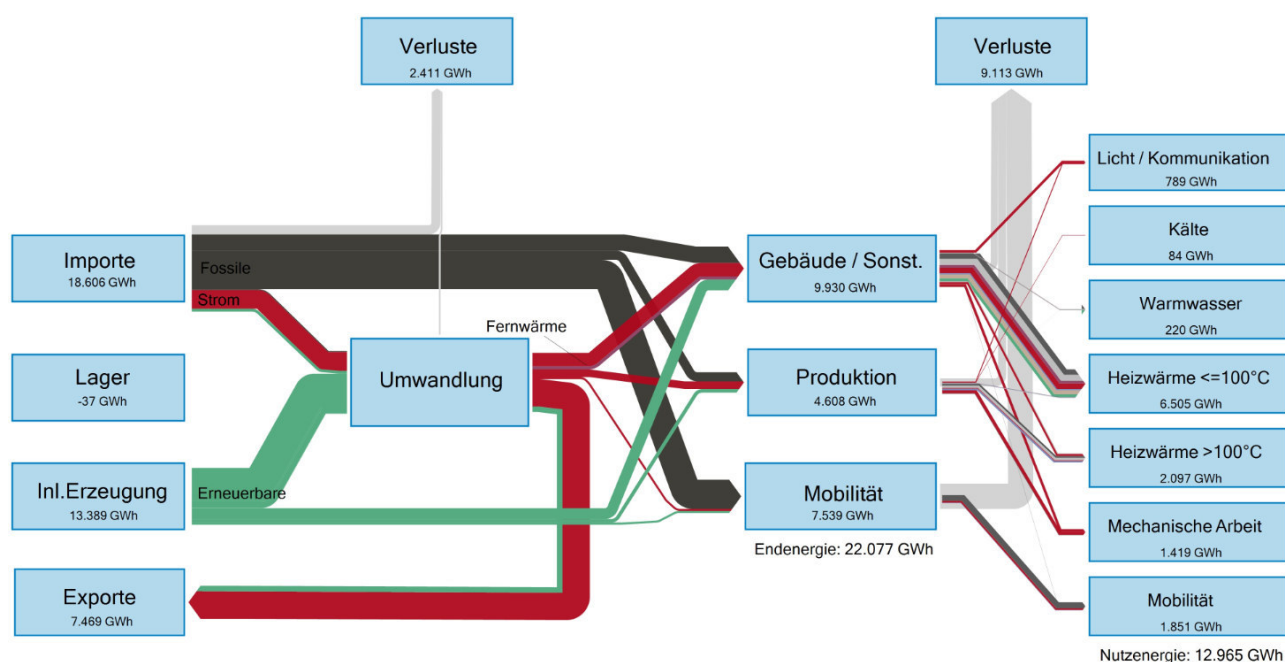 Verluste
2.411 GWh
Verluste
9.113 GWh
Importe
18.606 GWh
Fossile
Strom
Lager
-37 GWh
Inl.Erzeugung
13.389 GWh
Erneuerbare
Exporte
7.469 GWh
Umwandlung
Fernwärme
Gebäude / Sonst.
9.930 GWh
Produktion
4.608 GWh
Mobilität
7.539 GWh
Endenergie: 22.077 GWh
Licht / Kommunikation
789 GWh
Kälte
84 GWh
Warmwasser
220 GWh
Heizwärme <=100°C
6.505 GWh
Heizwärme >100°C
2.097 GWh
Mechanische Arbeit
1.419 GWh
Mobilität
1.851 GWh
Nutzenergie: 12.965 GWh